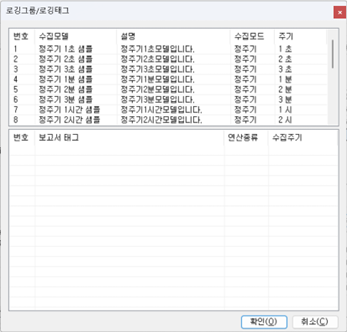 로깅그룹/로깅태그
번호 수집모델 설명 수집모드 주기
1 정주기 1초 샘플 정주기1초모델입니다. 정주기 1 초
2 정주기 2초 샘플 정주기2초모델입니다. 정주기 2 초
3 정주기 3초 샘플 정주기3초모델입니다. 정주기 3 초
4 정주기 1분 샘플 정주기1분모델입니다. 정주기 1 분
5 정주기 2분 샘플 정주기2분모델입니다. 정주기 2 분
6 정주기 3분 샘플 정주기3분모델입니다. 정주기 3 분
7 정주기 1시간 샘플 정주기1시간모델입니다. 정주기 1 시
8 정주기 2시간 샘플 정주기2시간모델입니다. 정주기 2 시
번호 보고서 태그 연산종류 수집주기
확인(O) 취소(C)